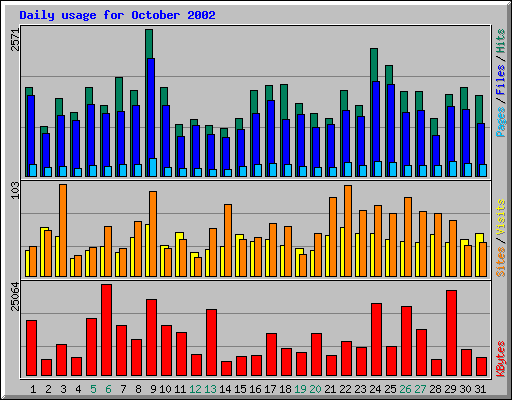 Daily usage for October 2002
2571
Pages / Files / Hits
103
Sites / Visits
25064
KBytes
1 2 3 4 5 6 7 8 9 10 11 12 13 14 15 16 17 18 19 20 21 22 23 24 25 26 27 28 29 30 31